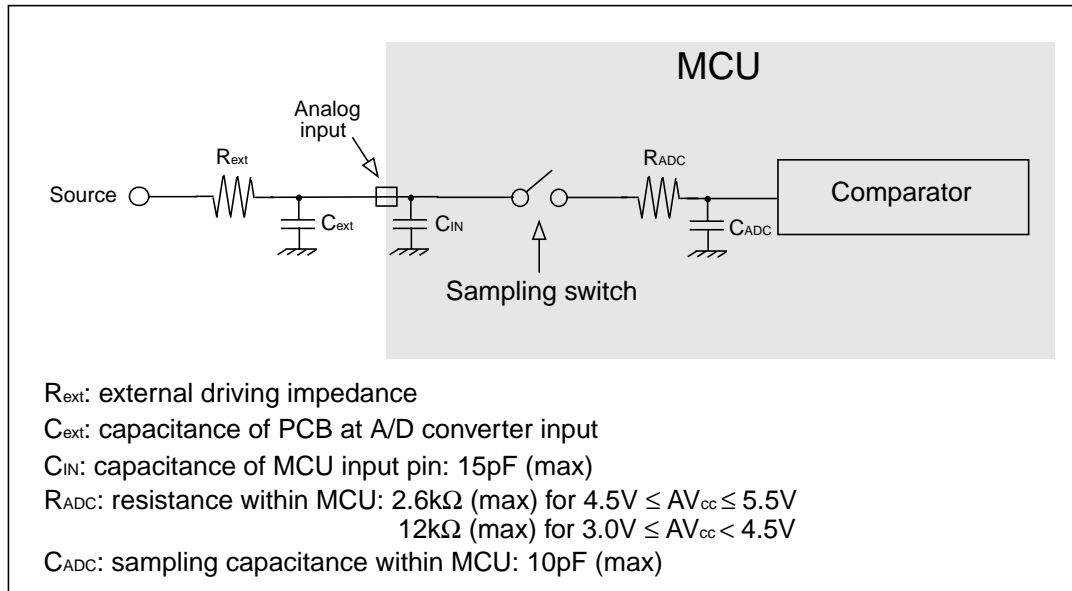 MCU
Analog
input
Rext
RADC
Source
Comparator
Cext
CIN
CADC
Sampling switch
Rext: external driving impedance
Cext: capacitance of PCB at A/D converter input
CIN: capacitance of MCU input pin: 15pF (max)
RADC: resistance within MCU: 2.6kΩ (max) for 4.5V ≤ AVcc ≤ 5.5V
12kΩ (max) for 3.0V ≤ AVcc < 4.5V
CADC: sampling capacitance within MCU: 10pF (max)